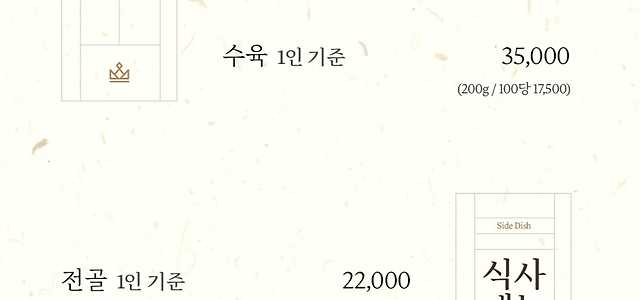 수육 1인 기준 35,000
(200g / 100당 17,500)
Side Dish
식사
전골 1인 기준 22,000